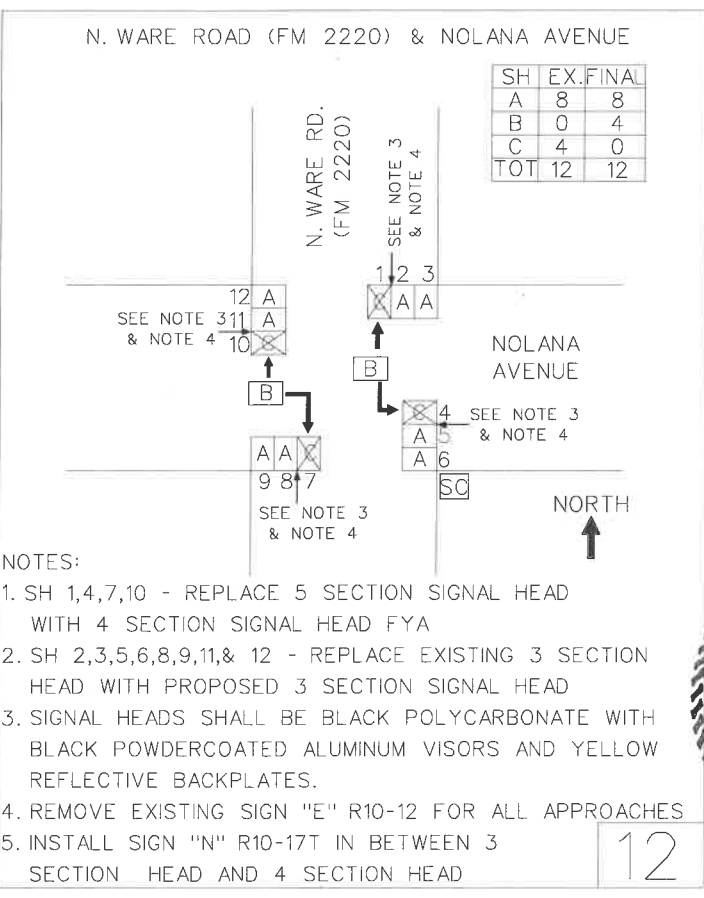 N. WARE ROAD (FM 2220) & NOLANA AVENUE
SH EX. FINAL
A 8 8
B 0 4
C 4 0
TOT 12 12
N. WARE RD.
(FM 2220)
SEE NOTE 3
& NOTE 4
1 2 3
C A A
12 A
11 A
10 C
SEE NOTE 3
& NOTE 4
B
B
NOLANA
AVENUE
C 4
A 5
A 6
SEE NOTE 3
& NOTE 4
A A C
9 8 7
SC
SEE NOTE 3
& NOTE 4
NORTH
NOTES:
1. SH 1,4,7,10 - REPLACE 5 SECTION SIGNAL HEAD
WITH 4 SECTION SIGNAL HEAD FYA
2. SH 2,3,5,6,8,9,11,& 12 - REPLACE EXISTING 3 SECTION
HEAD WITH PROPOSED 3 SECTION SIGNAL HEAD
3. SIGNAL HEADS SHALL BE BLACK POLYCARBONATE WITH
BLACK POWDERCOATED ALUMINUM VISORS AND YELLOW
REFLECTIVE BACKPLATES.
4. REMOVE EXISTING SIGN "E" R10-12 FOR ALL APPROACHES
5. INSTALL SIGN "N" R10-17T IN BETWEEN 3
SECTION HEAD AND 4 SECTION HEAD
12